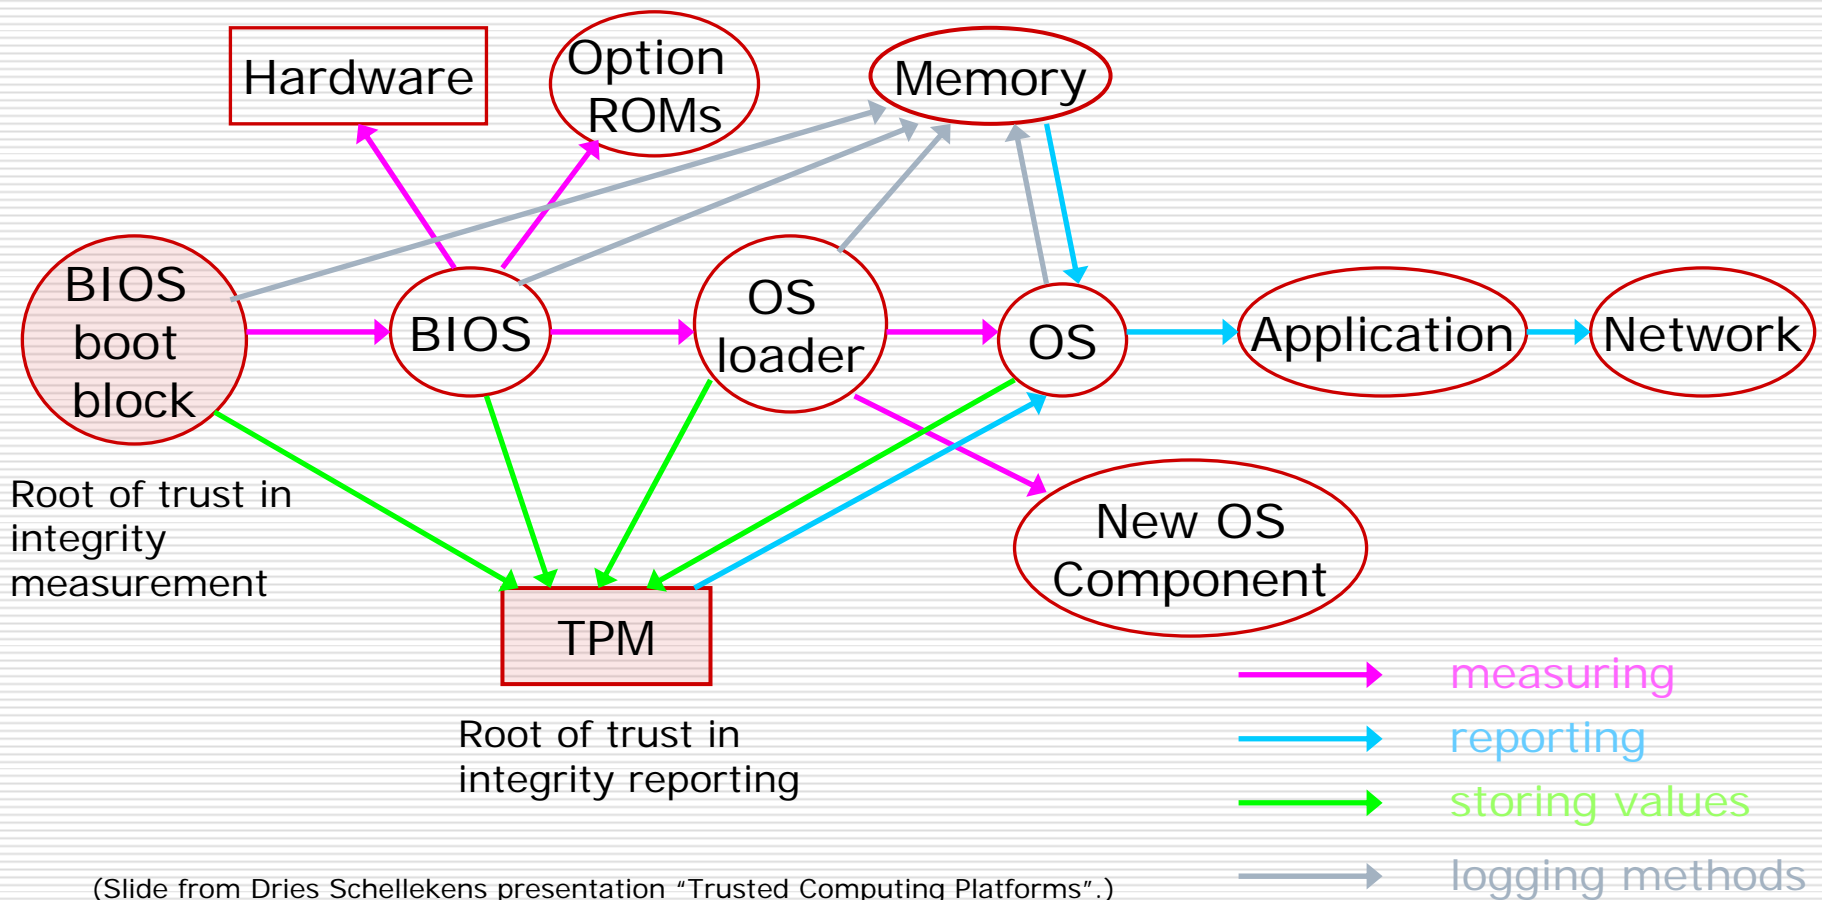 Hardware
Option
ROMs
Memory
BIOS
boot
block
BIOS
OS
loader
OS
Application
Network
Root of trust in
integrity
measurement
New OS
Component
TPM
Root of trust in
integrity reporting
measuring
reporting
storing values
logging methods
(Slide from Dries Schellekens presentation “Trusted Computing Platforms”.)